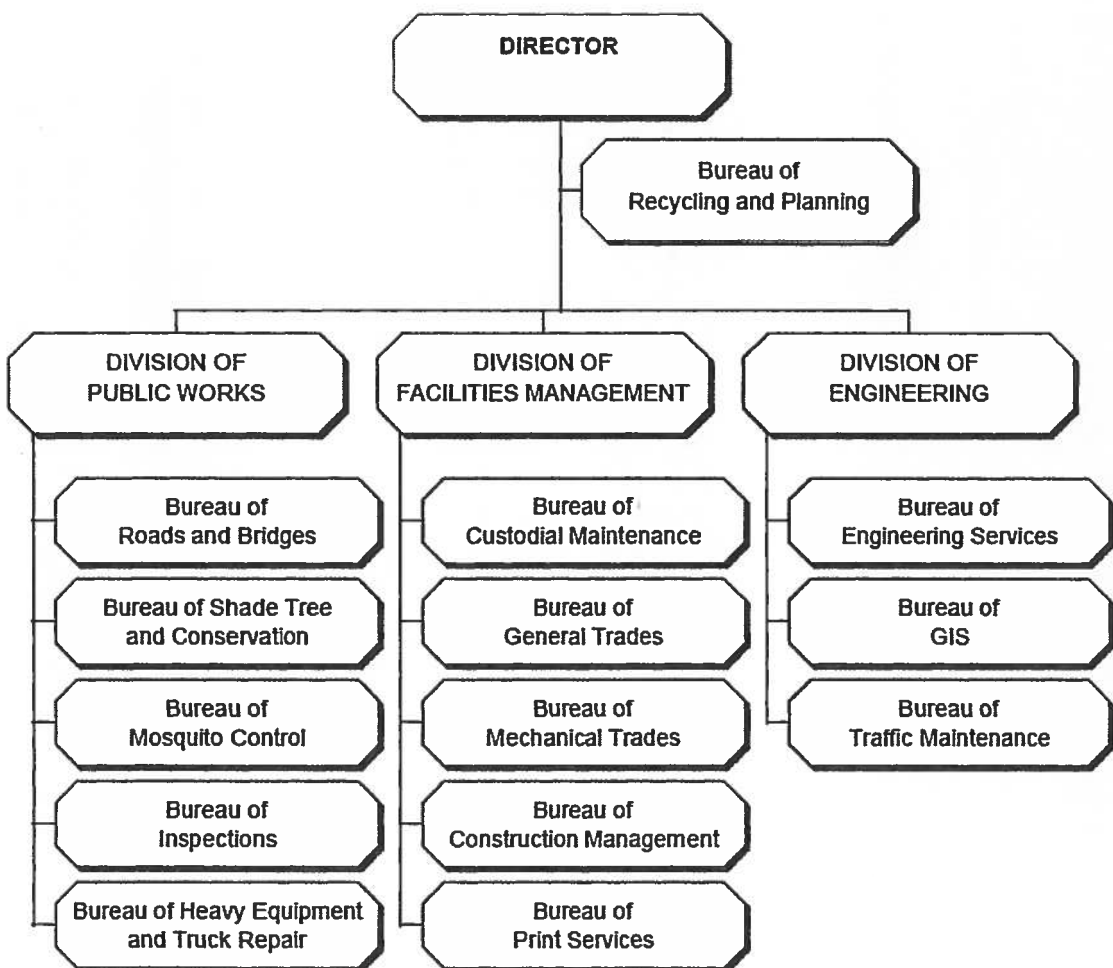 DIRECTOR
Bureau of
Recycling and Planning
DIVISION OF
PUBLIC WORKS
Bureau of
Roads and Bridges
Bureau of Shade Tree
and Conservation
Bureau of
Mosquito Control
Bureau of
Inspections
Bureau of Heavy Equipment
and Truck Repair
DIVISION OF
FACILITIES MANAGEMENT
Bureau of
Custodial Maintenance
Bureau of
General Trades
Bureau of
Mechanical Trades
Bureau of
Construction Management
Bureau of
Print Services
DIVISION OF
ENGINEERING
Bureau of
Engineering Services
Bureau of
GIS
Bureau of
Traffic Maintenance